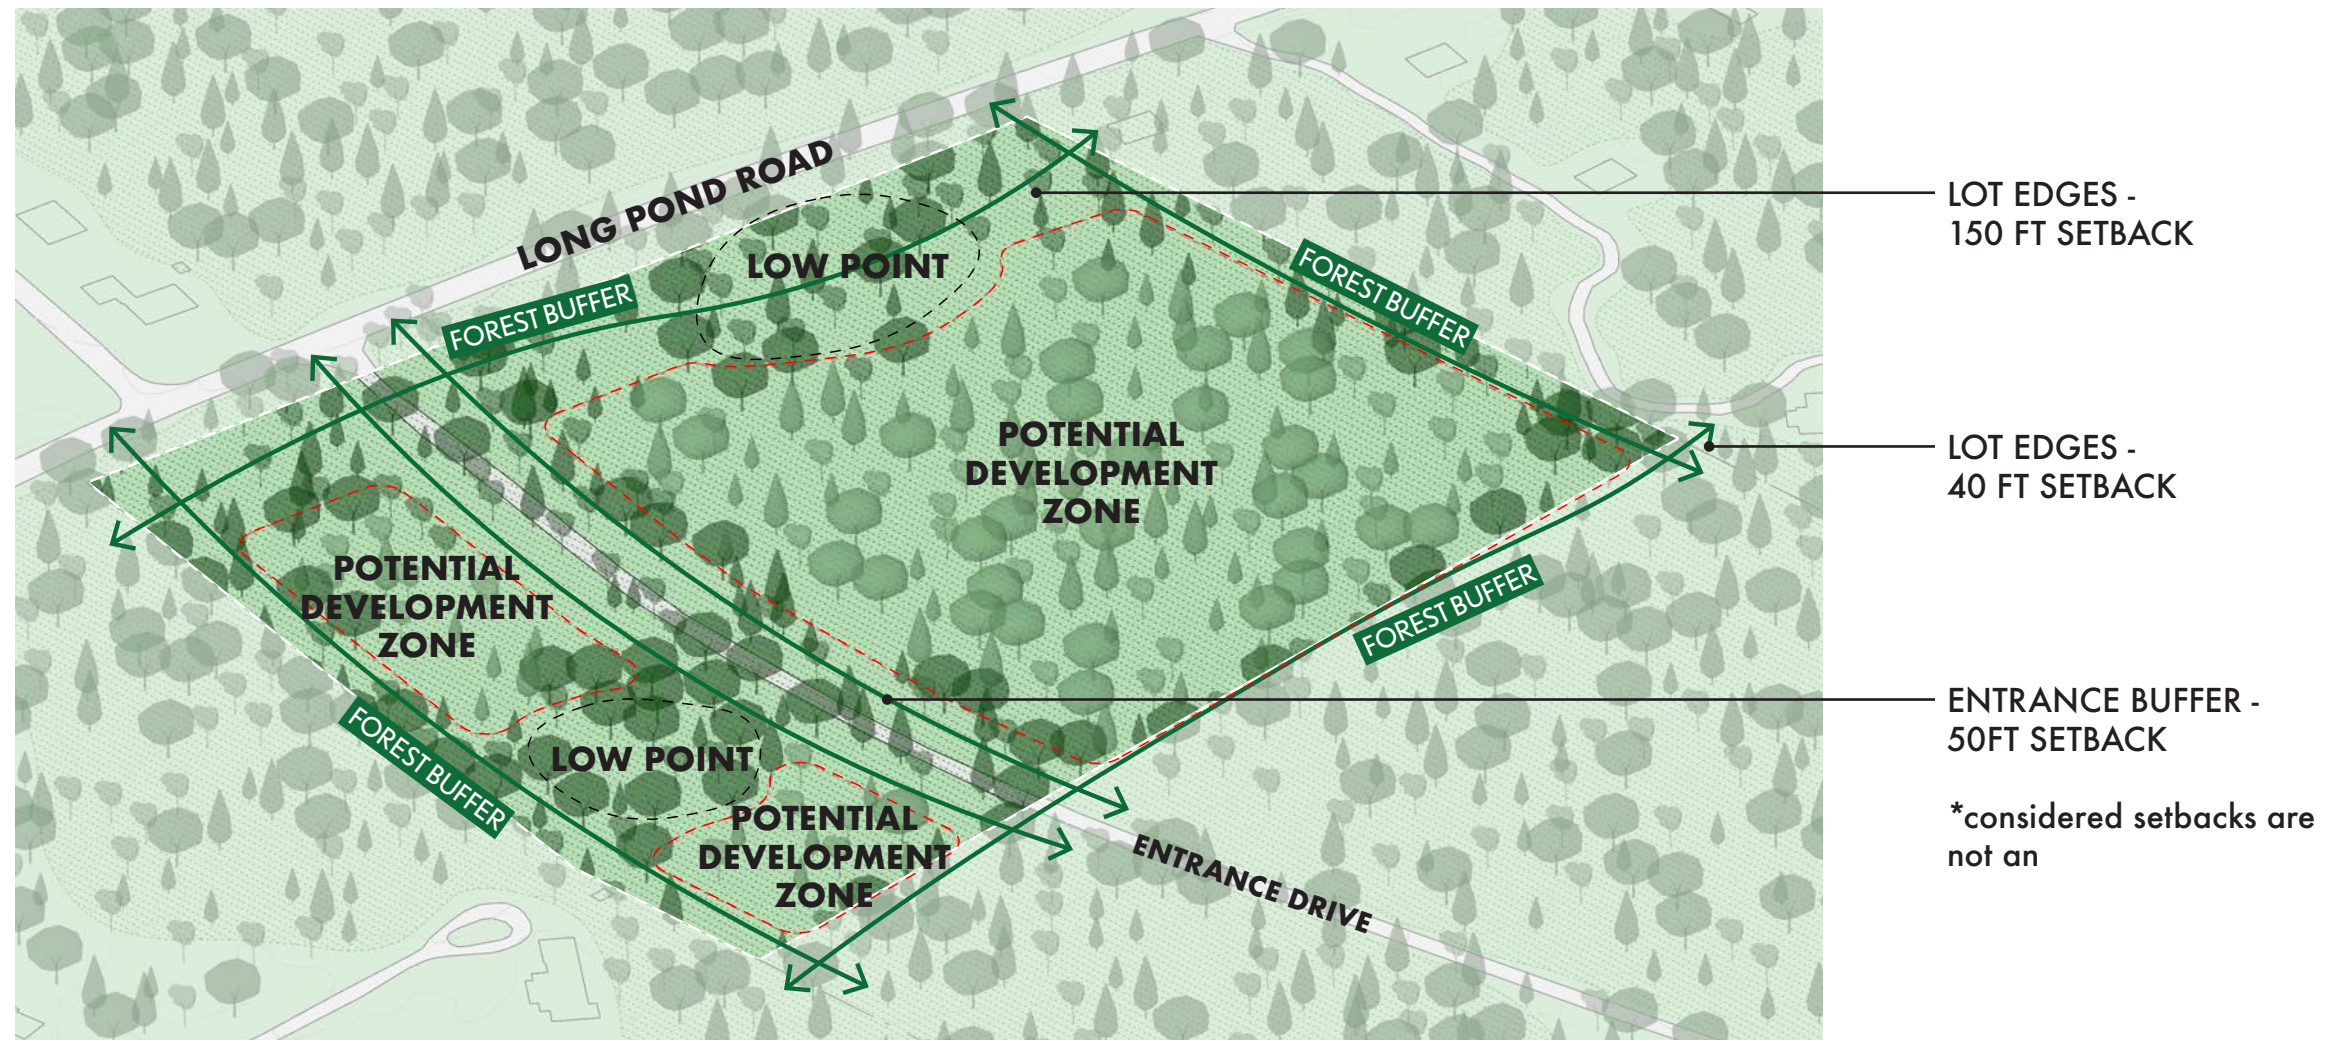 LONG POND ROAD
LOW POINT
FOREST BUFFER
FOREST BUFFER
POTENTIAL
DEVELOPMENT
ZONE
POTENTIAL
DEVELOPMENT
ZONE
FOREST BUFFER
FOREST BUFFER
LOW POINT
POTENTIAL
DEVELOPMENT
ZONE
ENTRANCE DRIVE
LOT EDGES -
150 FT SETBACK
LOT EDGES -
40 FT SETBACK
ENTRANCE BUFFER -
50FT SETBACK
*considered setbacks are
not an